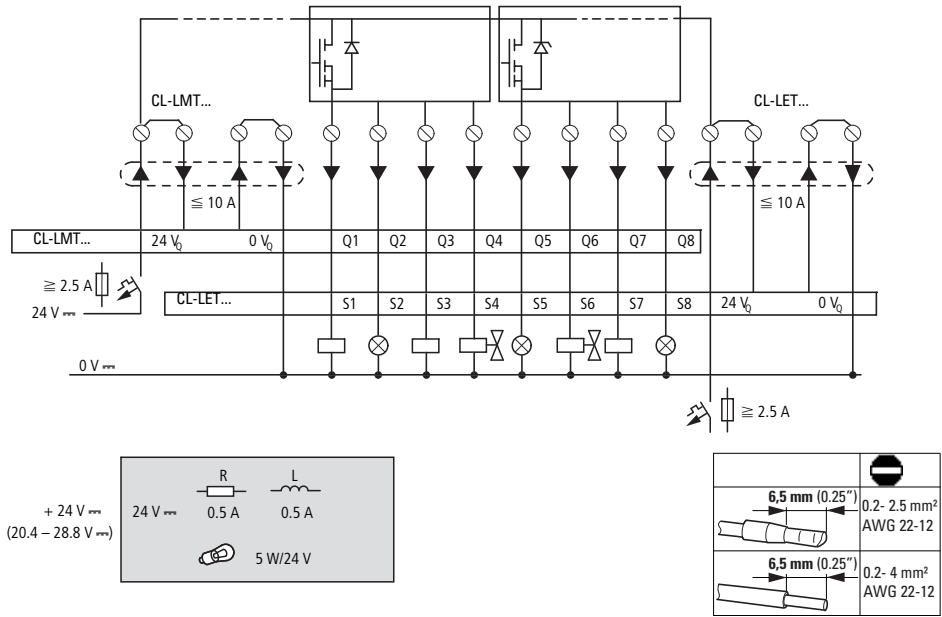 CL-LMT...
CL-LET...
≦ 10 A
≦ 10 A
CL-LMT... 24 VQ 0 VQ Q1 Q2 Q3 Q4 Q5 Q6 Q7 Q8
≧ 2.5 A
24 V ⎓
CL-LET... S1 S2 S3 S4 S5 S6 S7 S8 24 VQ 0 VQ
0 V ⎓
≧ 2.5 A
+ 24 V ⎓
(20.4 – 28.8 V ⎓)
R L
24 V ⎓ 0.5 A 0.5 A
5 W/24 V
6,5 mm (0.25″)
0.2- 2.5 mm²
AWG 22-12
6,5 mm (0.25″)
0.2- 4 mm²
AWG 22-12